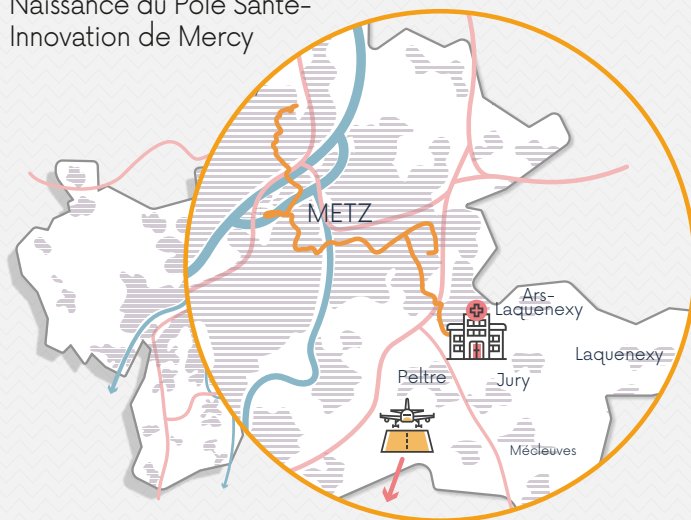 Naissance du Pôle Santé-
Innovation de Mercy
METZ
Ars-
Laquenexy
Laquenexy
Peltre
Jury
Mécleuves